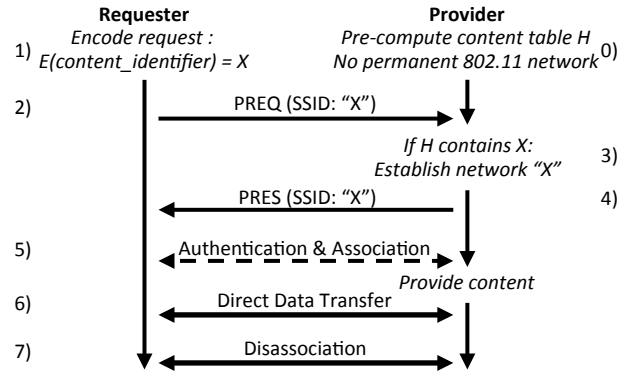 Requester Provider
Encode request : Pre-compute content table H
1) E(content_identifier) = X No permanent 802.11 network 0)
2) PREQ (SSID: “X”)
If H contains X:
Establish network “X” 3)
PRES (SSID: “X”) 4)
5) Authentication & Association
Provide content
6) Direct Data Transfer
7) Disassociation